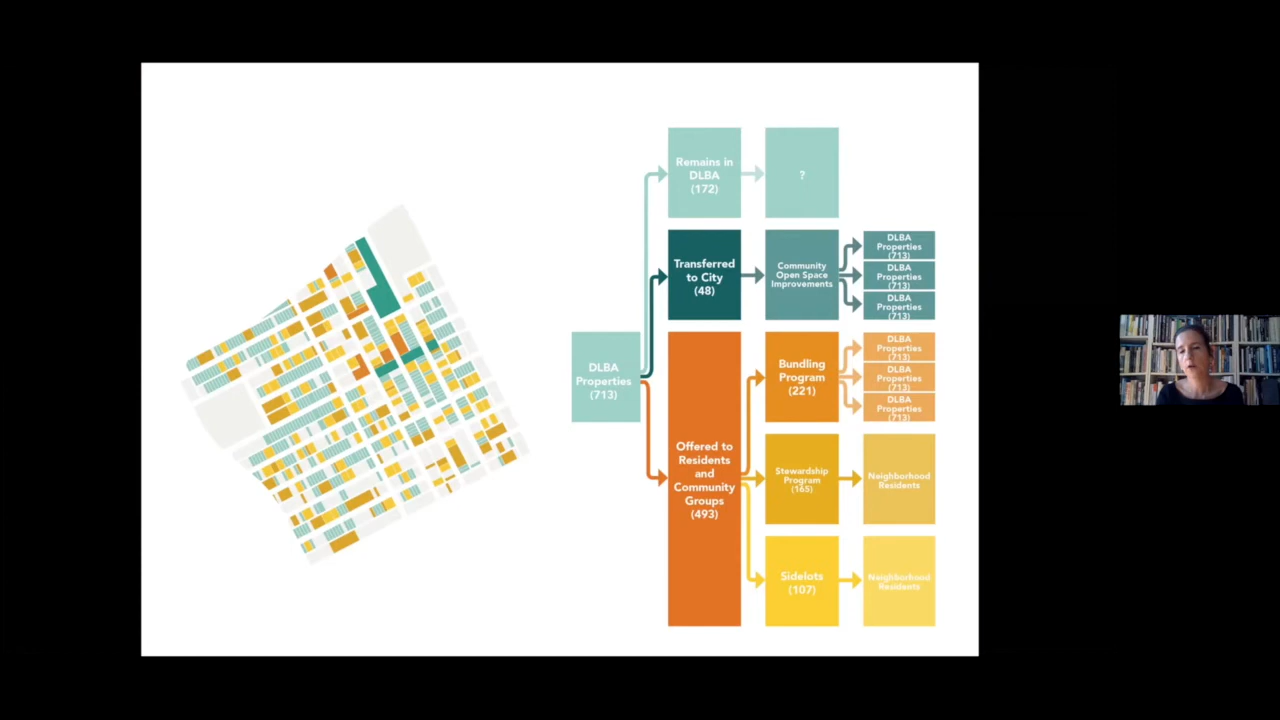 Remains in
DLBA
(172)
?
Transferred
to City
(48)
Community
Open Space
Improvements
DLBA
Properties
(713)
DLBA
Properties
(713)
DLBA
Properties
(713)
DLBA
Properties
(713)
Offered to
Residents
and
Community
Groups
(493)
Bundling
Program
(221)
DLBA
Properties
(713)
DLBA
Properties
(713)
DLBA
Properties
(713)
Stewardship
Program
(165)
Neighborhood
Residents
Sidelots
(107)
Neighborhood
Residents